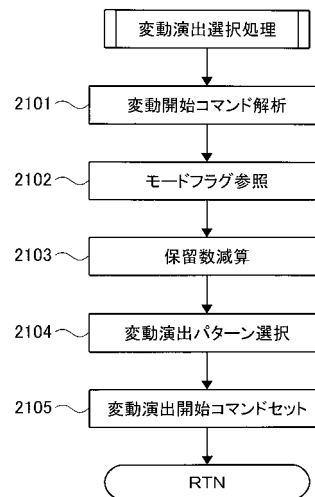 変動演出選択処理
2101
変動開始コマンド解析
2102
モードフラグ参照
2103
保留数減算
2104
変動演出パターン選択
2105
変動演出開始コマンドセット
RTN